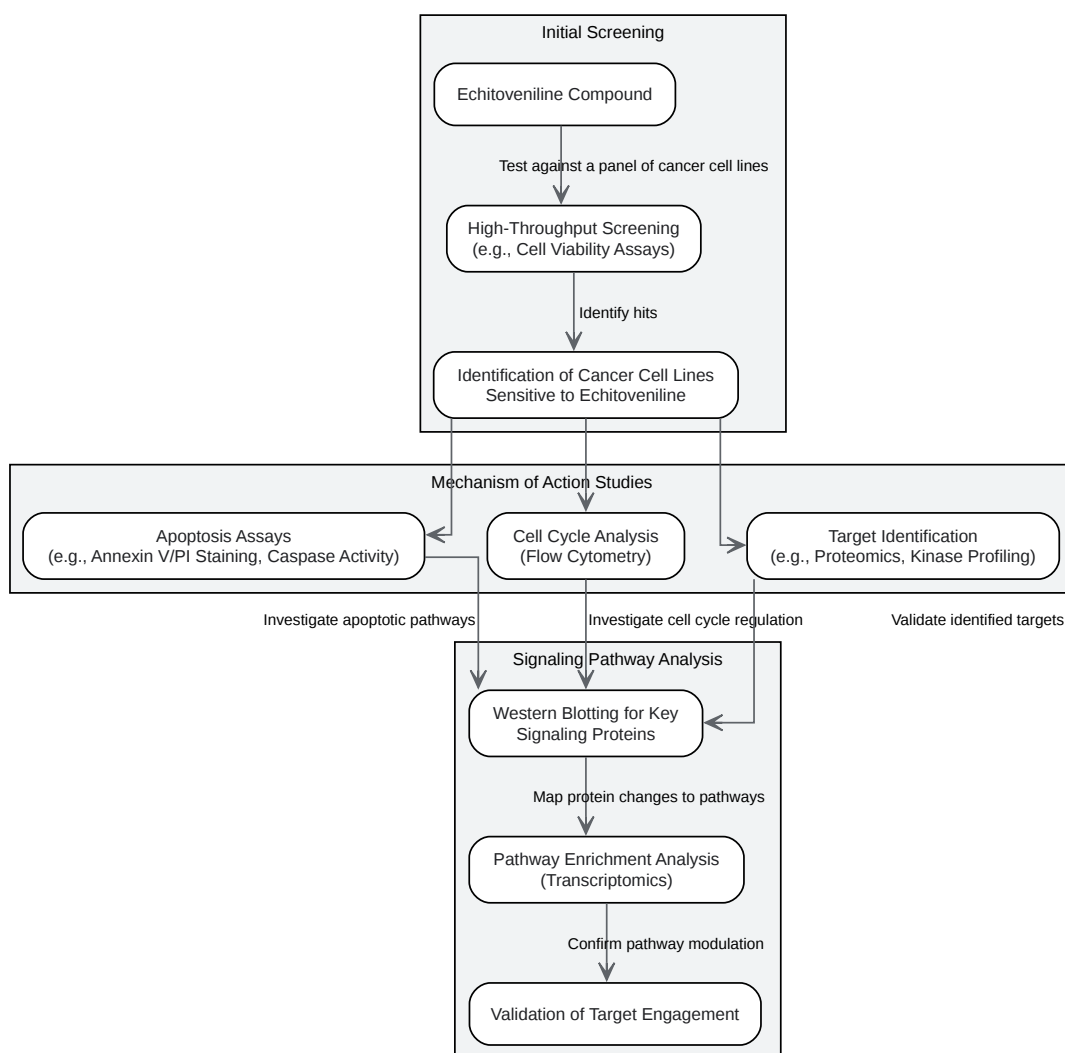 Initial Screening
Echitoveniline Compound
Test against a panel of cancer cell lines
High-Throughput Screening
(e.g., Cell Viability Assays)
Identify hits
Identification of Cancer Cell Lines
Sensitive to Echitoveniline
Mechanism of Action Studies
Apoptosis Assays
(e.g., Annexin V/PI Staining, Caspase Activity)
Cell Cycle Analysis
(Flow Cytometry)
Target Identification
(e.g., Proteomics, Kinase Profiling)
Investigate apoptotic pathways
Investigate cell cycle regulation
Validate identified targets
Signaling Pathway Analysis
Western Blotting for Key
Signaling Proteins
Map protein changes to pathways
Pathway Enrichment Analysis
(Transcriptomics)
Confirm pathway modulation
Validation of Target Engagement